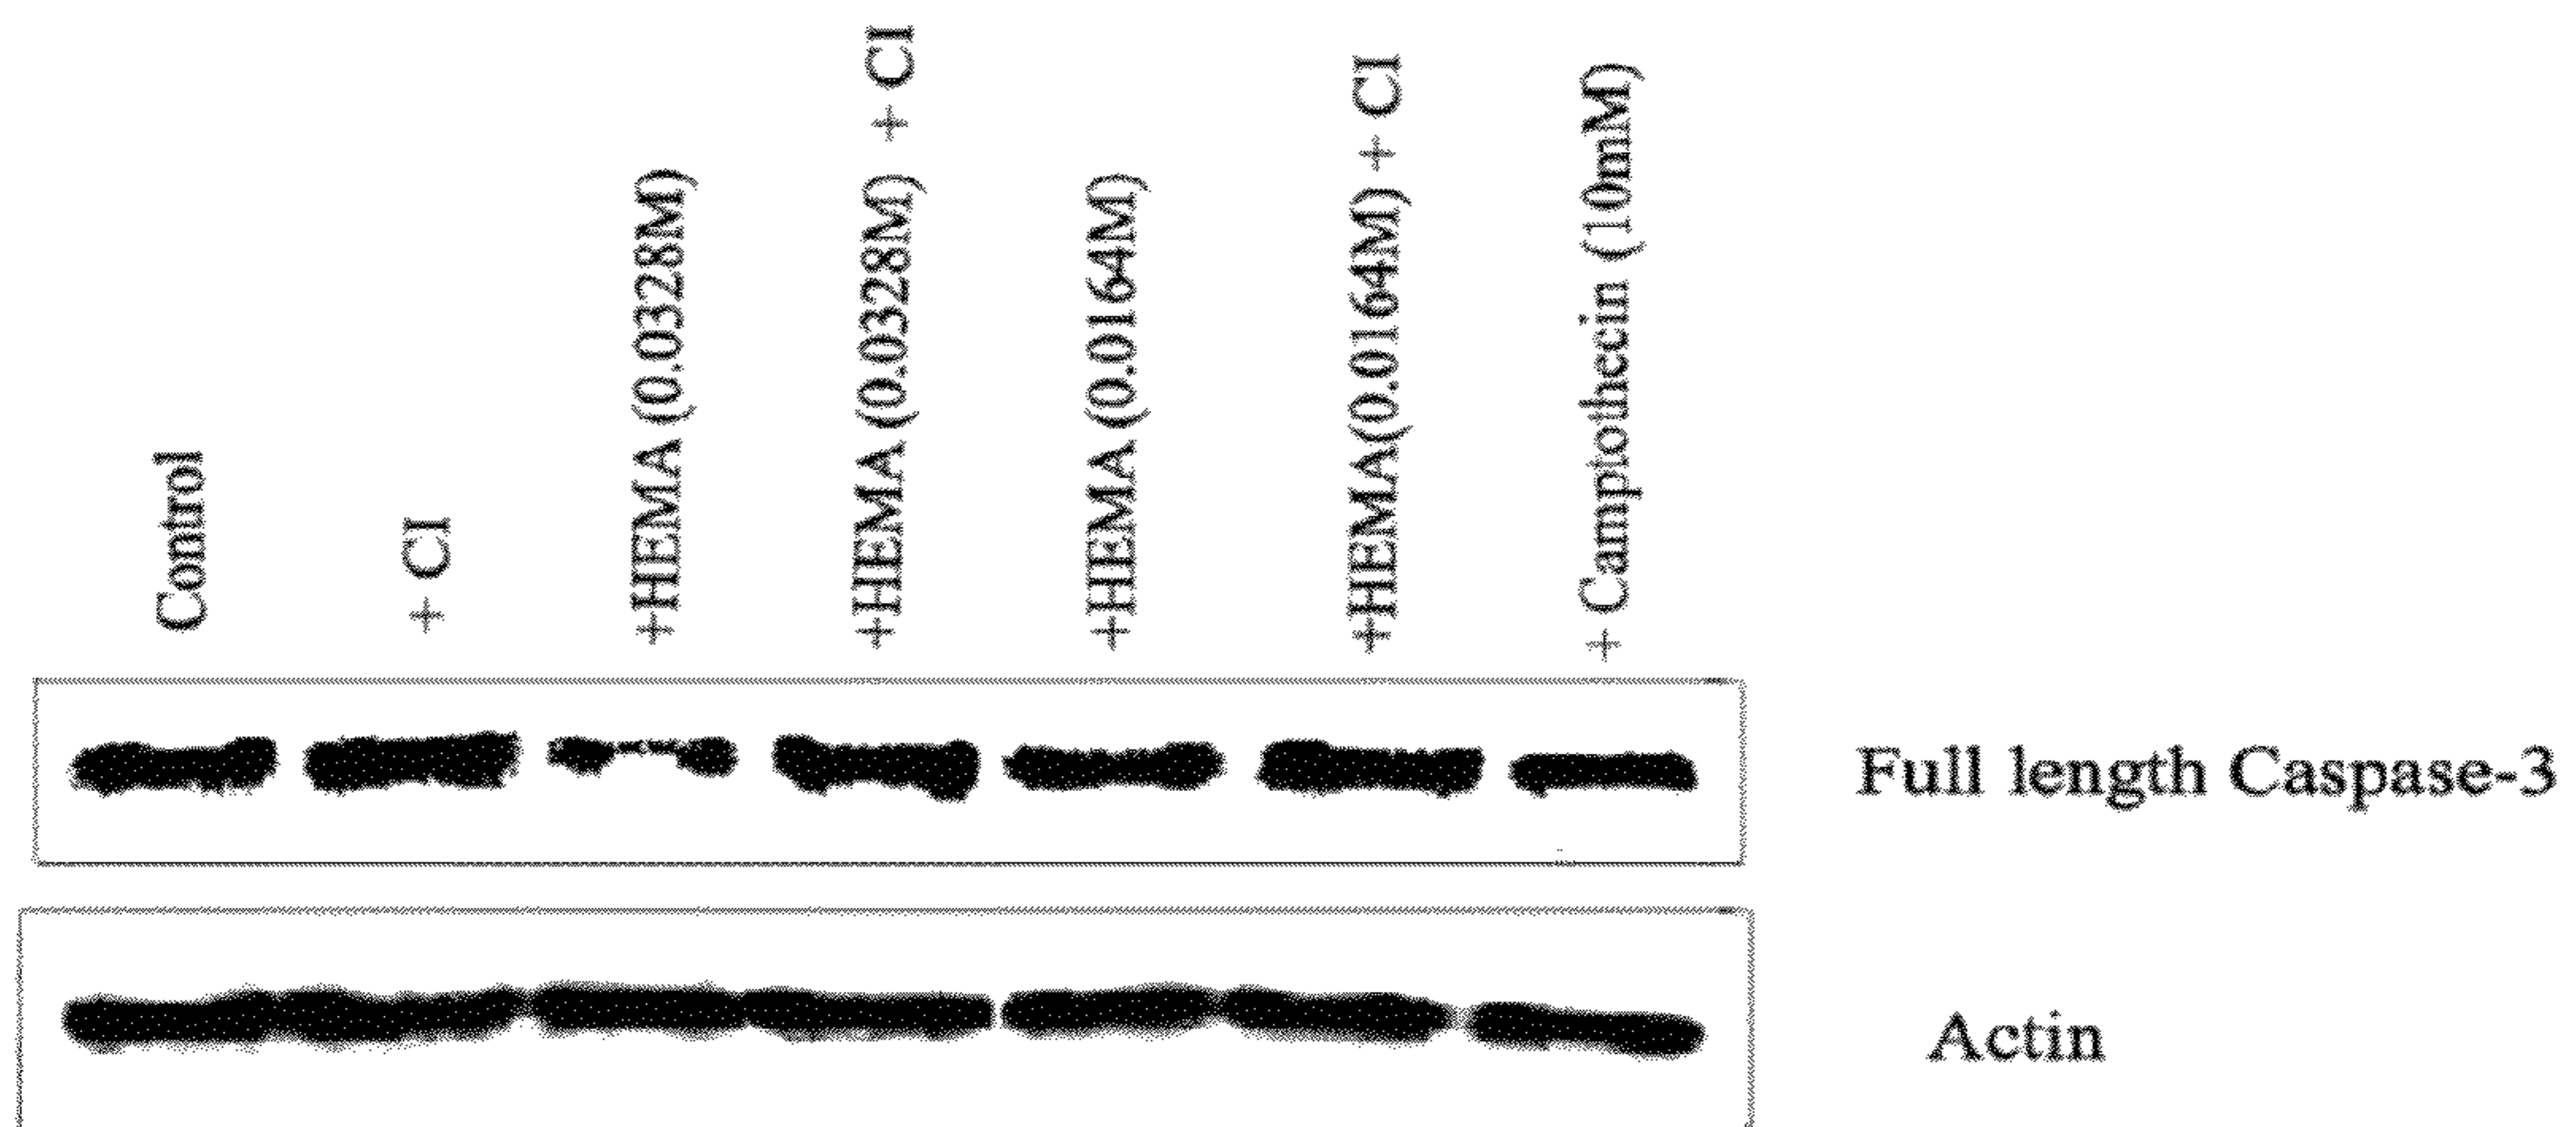 Control
+ CI
+HEMA (0.0328M)
+HEMA (0.0328M) + CI
+HEMA (0.0164M)
+HEMA(0.0164M) + CI
+ Camptothecin (10mM)
Full length Caspase-3
Actin